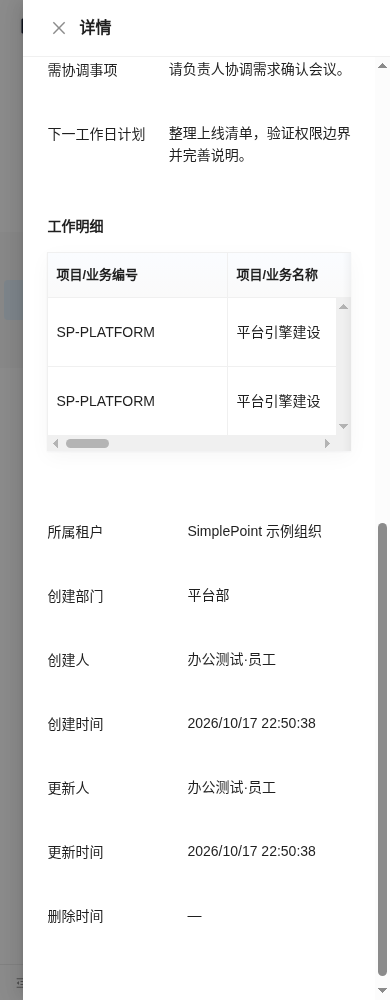 详情
需协调事项 请负责人协调需求确认会议。
下一工作日计划 整理上线清单，验证权限边界
并完善说明。
工作明细
项目/业务编号 项目/业务名称
SP-PLATFORM 平台引擎建设
SP-PLATFORM 平台引擎建设
所属租户 SimplePoint 示例组织
创建部门 平台部
创建人 办公测试·员工
创建时间 2026/10/17 22:50:38
更新人 办公测试·员工
更新时间 2026/10/17 22:50:38
删除时间 —